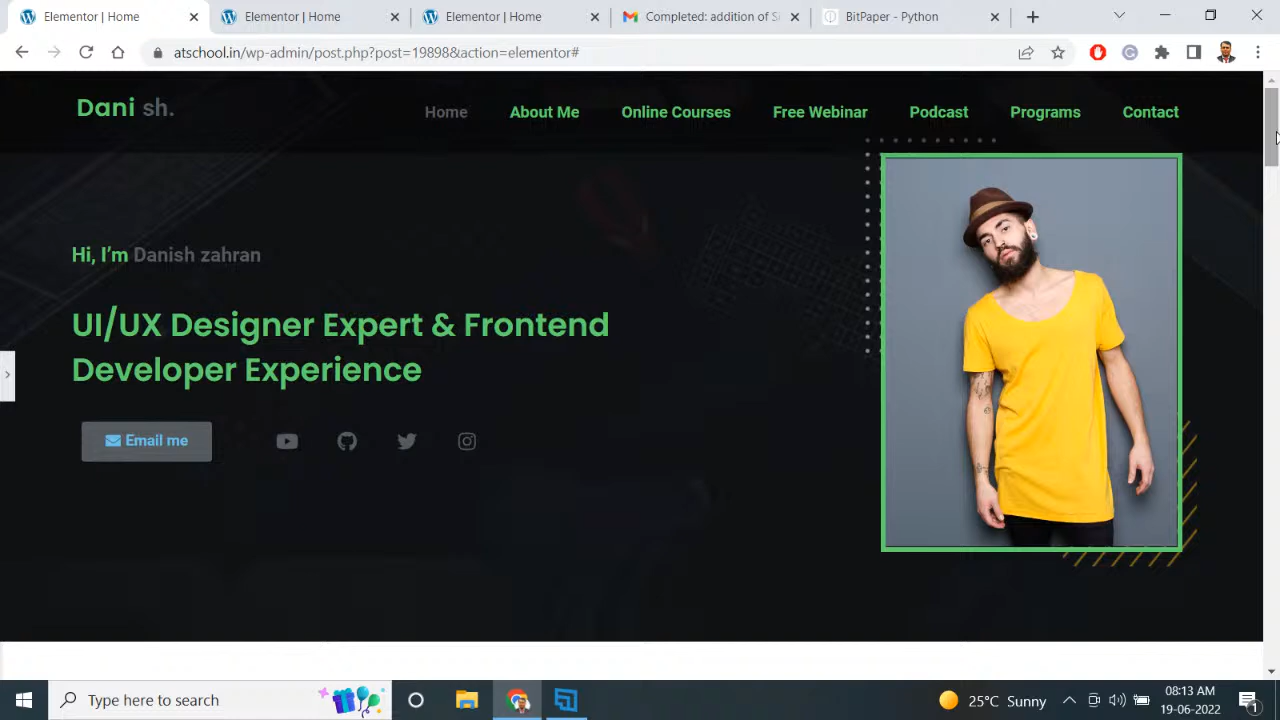 Elementor | Home
Elementor | Home
Elementor | Home
Completed: audition of S
BitPaper - Python
atschool.in/wp-admin/post.php?post=19898&action=elementor#
Dani sh.
Home
About Me
Online Courses
Free Webinar
Podcast
Programs
Contact
Hi, I'm Danish zahran
UI/UX Designer Expert & Frontend
Developer Experience
Email me
Type here to search
25°C Sunny
08:13 AM
19-06-2022
1